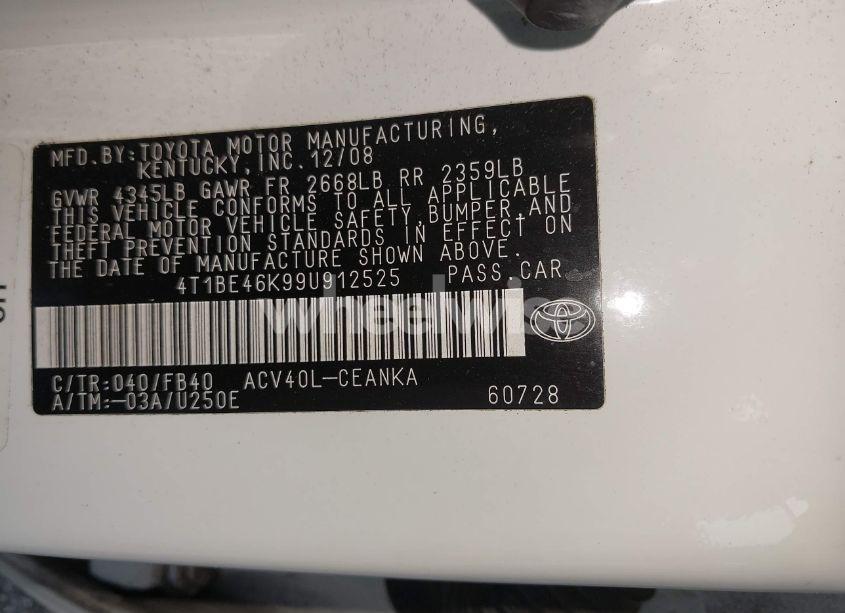 MFD.BY:TOYOTA MOTOR MANUFACTURING,
KENTUCKY,INC.12/08
GVWR 4345LB GAWR FR 2668LB RR 2359LB
THIS VEHICLE CONFORMS TO ALL APPLICABLE
FEDERAL MOTOR VEHICLE SAFETY,BUMPER,AND
THEFT PREVENTION STANDARDS IN EFFECT ON
THE DATE OF MANUFACTURE SHOWN ABOVE.
4T1BE46K99U912525 PASS.CAR
wheelwise
C/TR:040/FB40 ACV40L-CEANKA
A/TM:-03A/U250E 60728